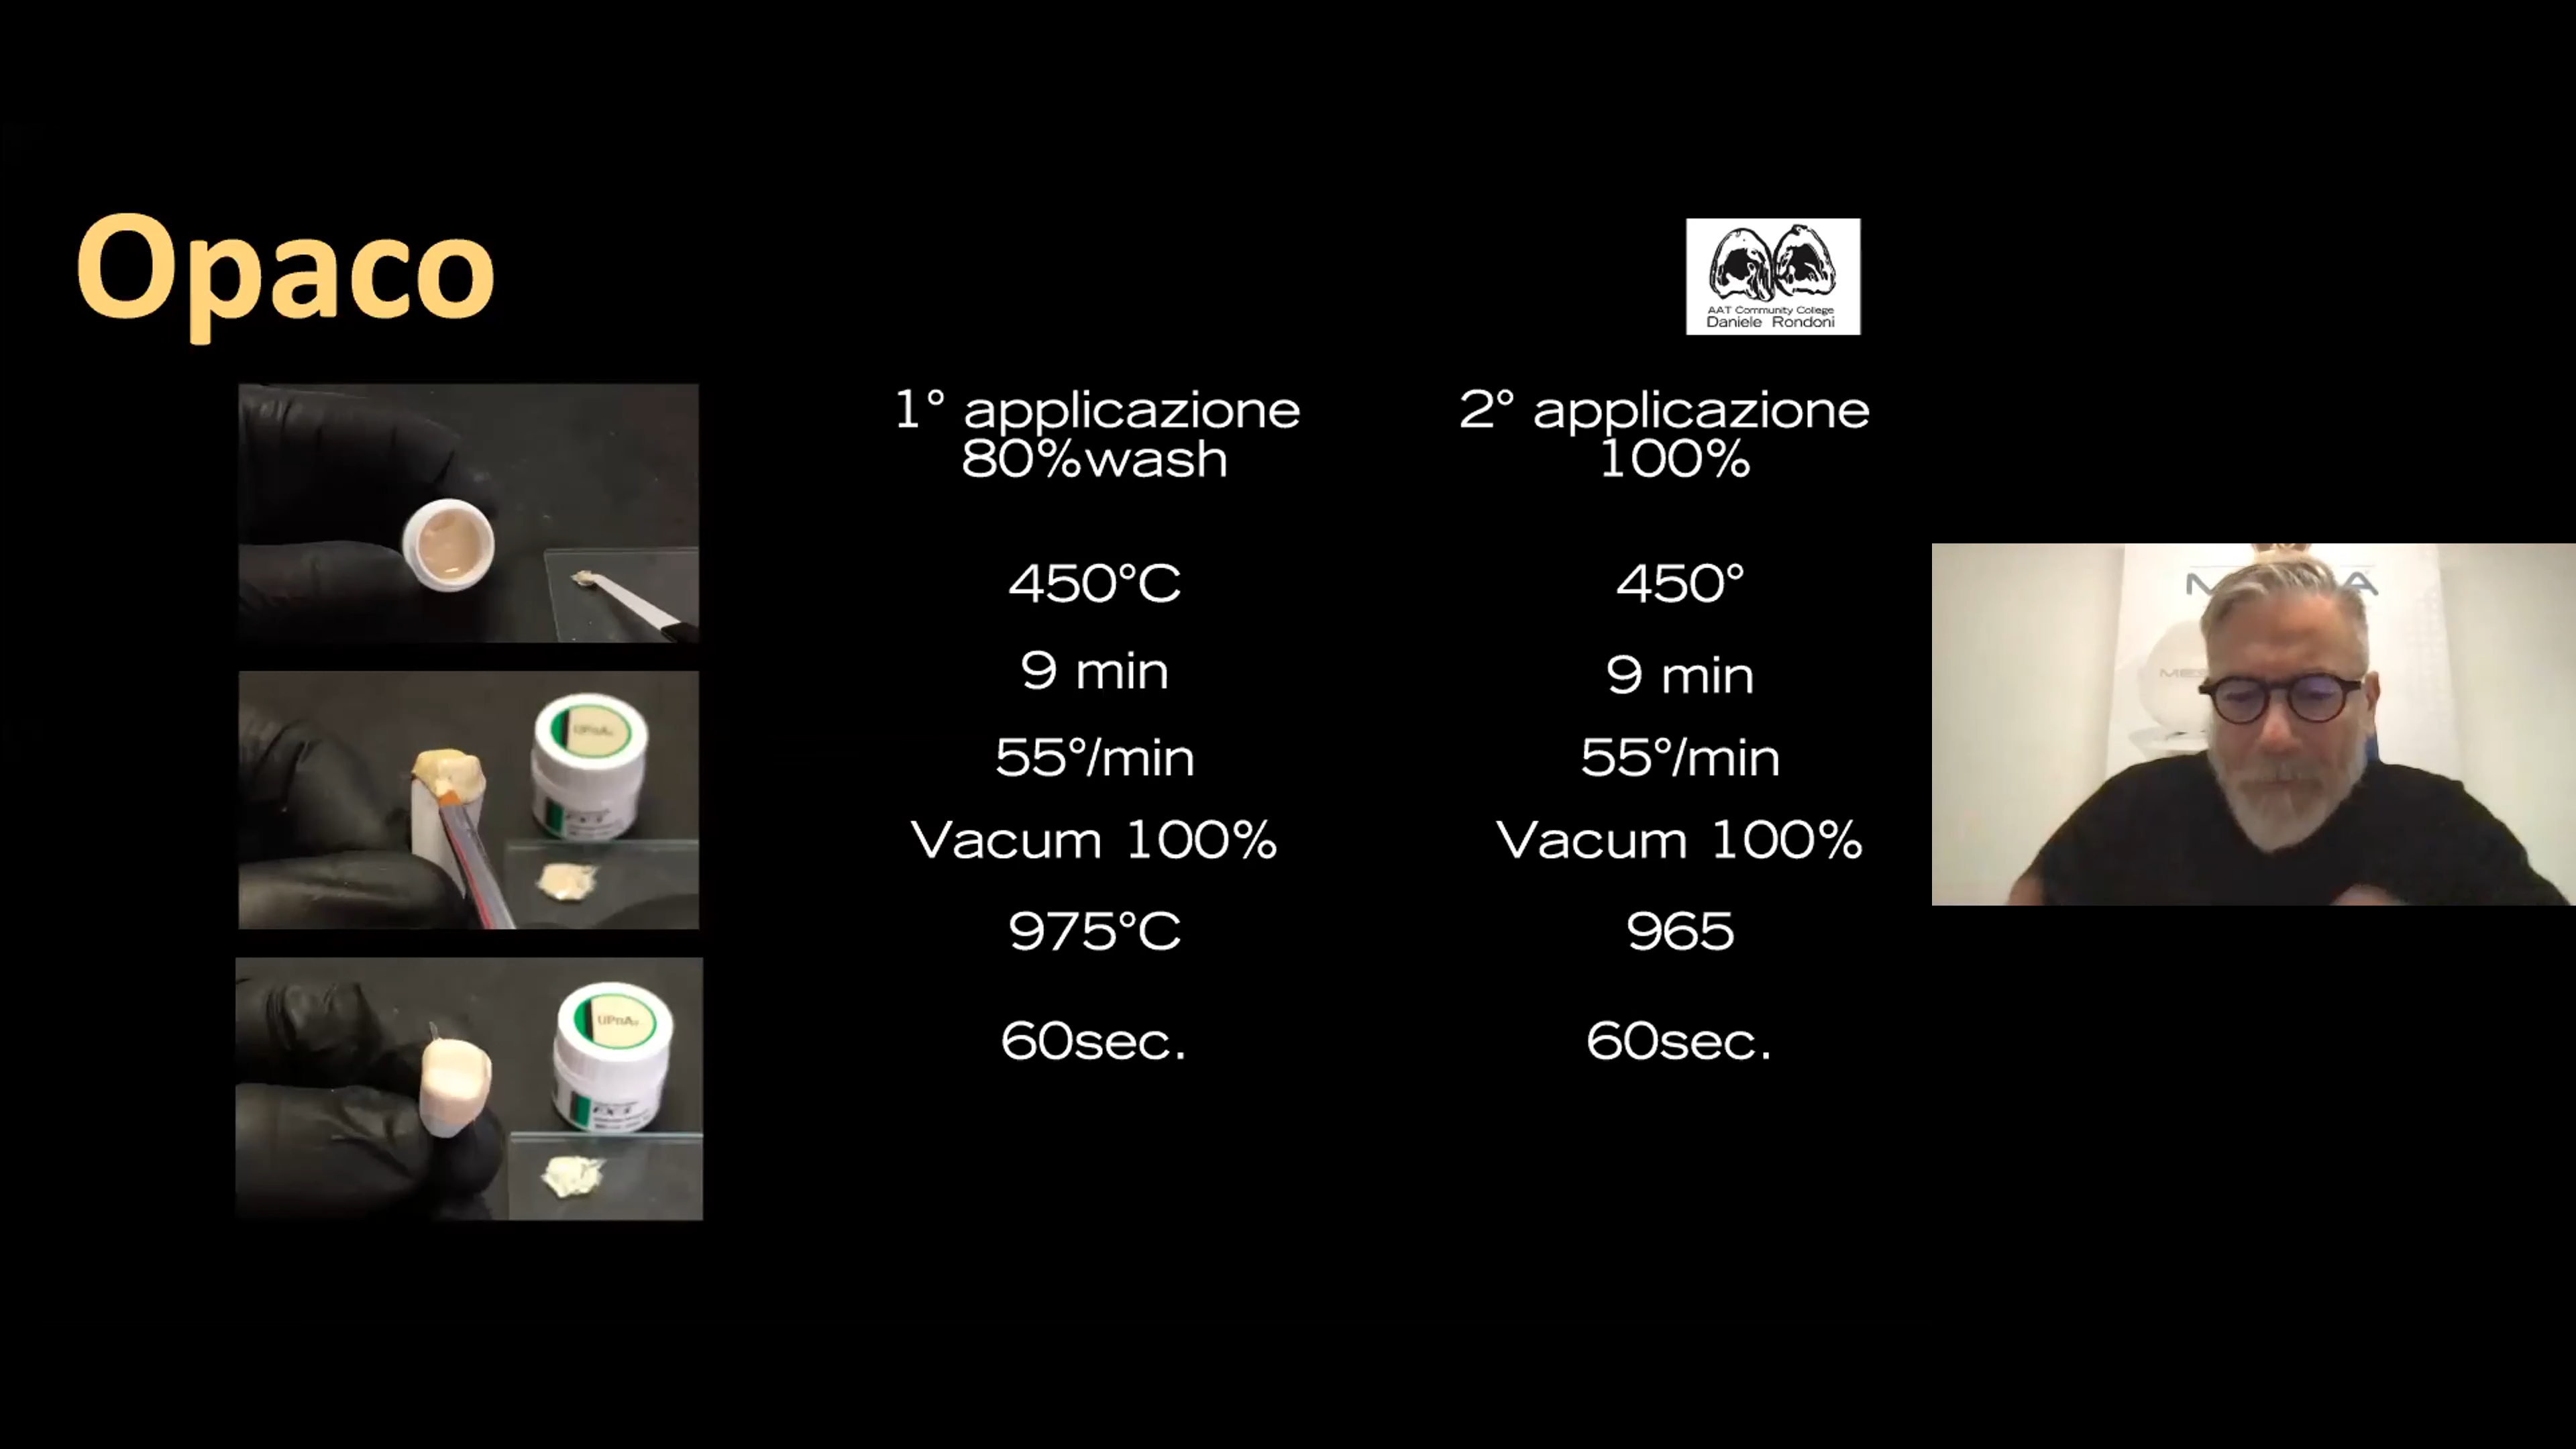 Opaco
AAT Community College
Daniele Rondoni
1° applicazione
80%wash
450°C
9 min
55°/min
Vacum 100%
975°C
60sec.
2° applicazione
100%
450°
9 min
55°/min
Vacum 100%
965
60sec.